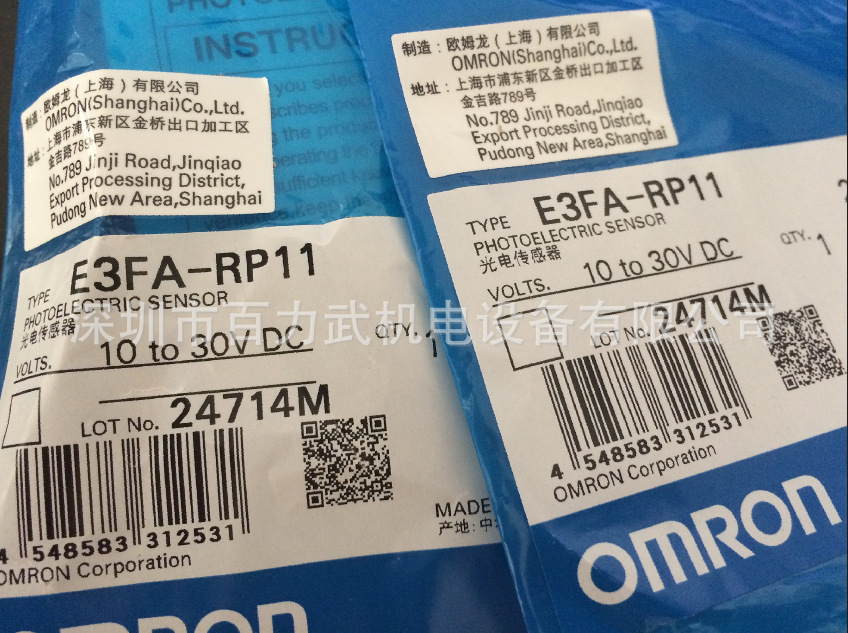 PHOTOEL
INSTRUC
制造：欧姆龙（上海）有限公司
OMRON(Shanghai)Co.,Ltd.
地址：上海市浦东新区金桥出口加工区
金吉路789号
No.789 Jinji Road,Jinqiao
Export Processing District,
Pudong New Area,Shanghai
TYPE E3FA-RP11
PHOTOELECTRIC SENSOR
光电传感器
VOLTS. 10 to 30V DC
QTY. 1
LOT No. 24714M
4 548583 312531
OMRON Corporation
MADE
产地：中
OMRON
制造：欧姆龙（上海）有限公司
OMRON(Shanghai)Co.,Ltd.
地址：上海市浦东新区金桥出口加工区
金吉路789号
No.789 Jinji Road,Jinqiao
Export Processing District,
Pudong New Area,Shanghai
TYPE E3FA-RP11
PHOTOELECTRIC SENSOR
光电传感器
VOLTS. 10 to 30V DC
QTY. 1
LOT No. 24714M
4 548583 312531
OMRON Corporation
OMRON
深圳市百力武机电设备有限公司